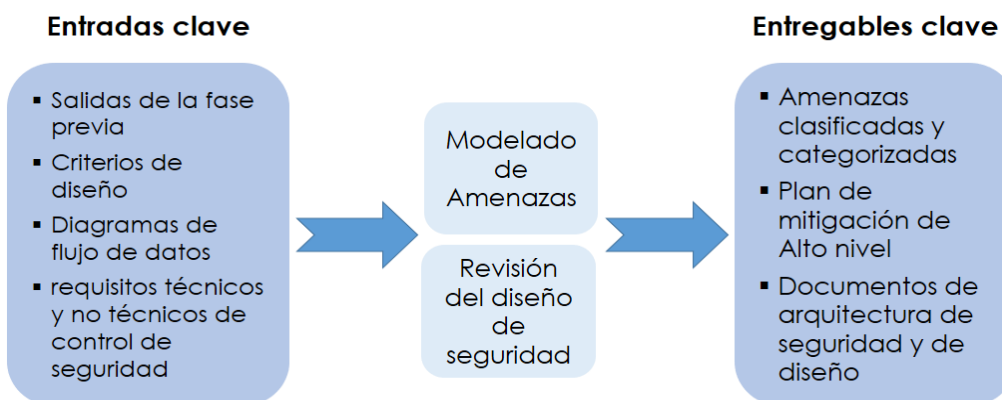 Entradas clave
▪ Salidas de la fase
previa
▪ Criterios de
diseño
▪ Diagramas de
flujo de datos
▪ requisitos técnicos
y no técnicos de
control de
seguridad
Modelado
de
Amenazas
Revisión
del diseño
de
seguridad
Entregables clave
▪ Amenazas
clasificadas y
categorizadas
▪ Plan de
mitigación de
Alto nivel
▪ Documentos de
arquitectura de
seguridad y de
diseño